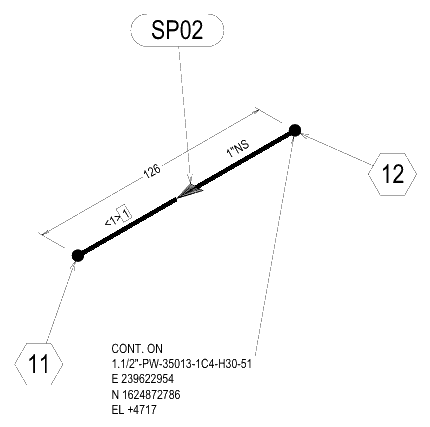 SP02
1"NS
126
12
<1>1
11
CONT. ON
1.1/2"-PW-35013-1C4-H30-51
E 239622954
N 1624872786
EL +4717